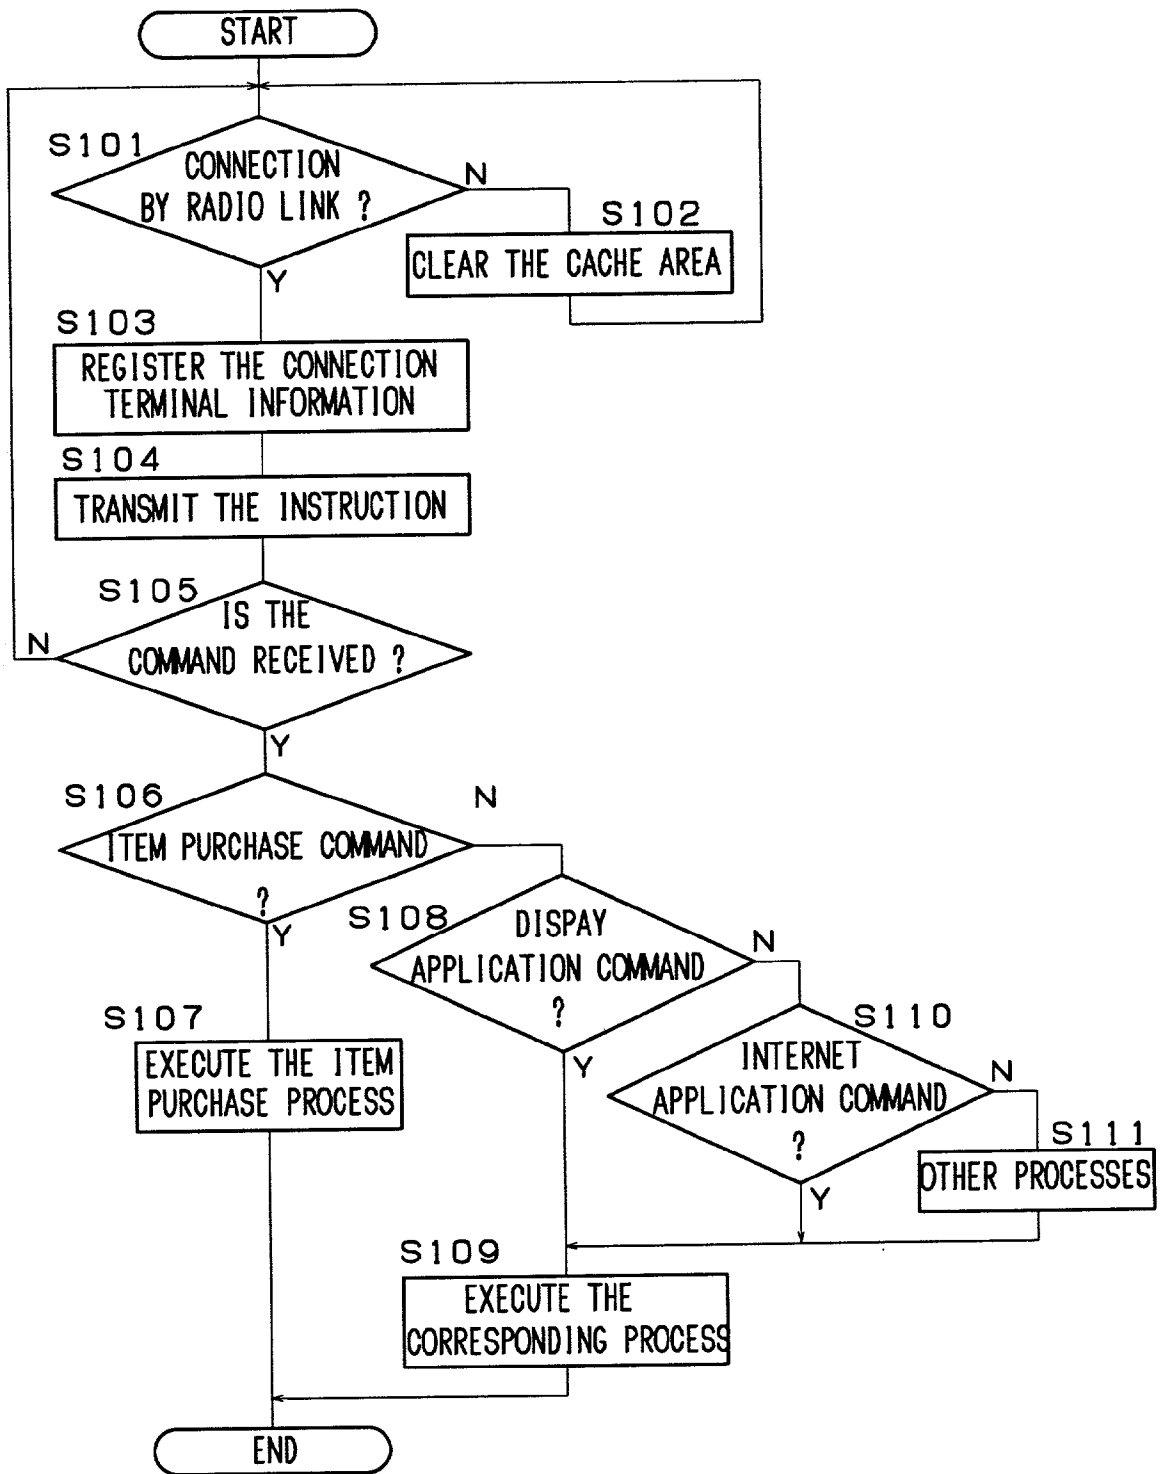 START
S101
CONNECTION
BY RADIO LINK ?
N
S102
CLEAR THE CACHE AREA
Y
S103
REGISTER THE CONNECTION
TERMINAL INFORMATION
S104
TRANSMIT THE INSTRUCTION
S105
IS THE
COMMAND RECEIVED ?
N
Y
S106
ITEM PURCHASE COMMAND
?
N
Y
S107
EXECUTE THE ITEM
PURCHASE PROCESS
S108
DISPAY
APPLICATION COMMAND
?
N
Y
S110
INTERNET
APPLICATION COMMAND
?
N
Y
S111
OTHER PROCESSES
S109
EXECUTE THE
CORRESPONDING PROCESS
END